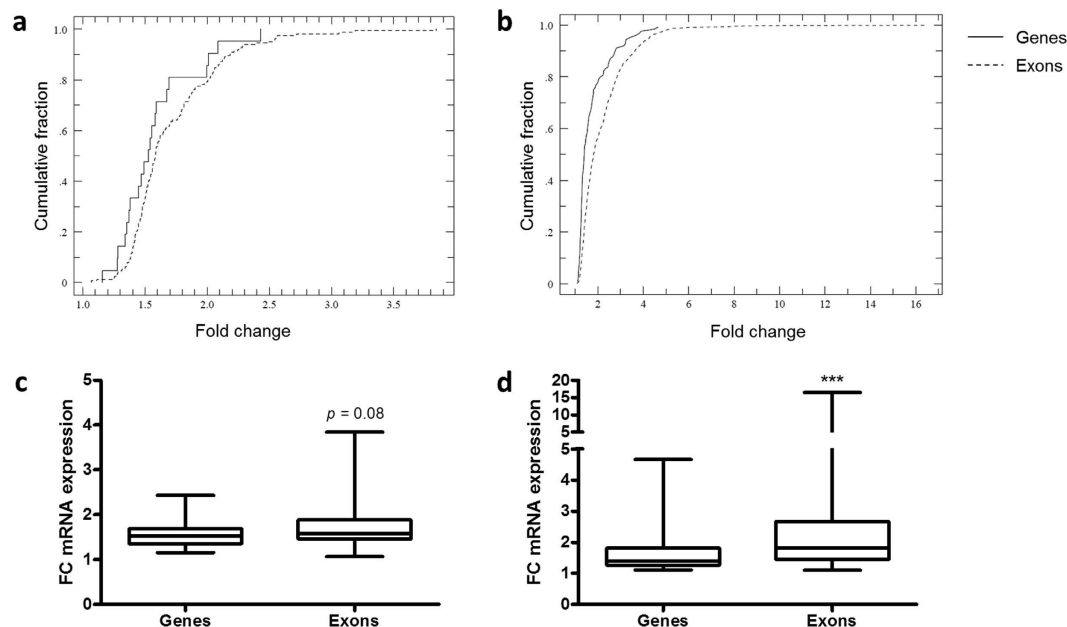 a
1.0
.8
.6
.4
.2
0
Cumulative fraction
1.0 1.5 2.0 2.5 3.0 3.5
Fold change
b
1.0
.8
.6
.4
.2
0
Cumulative fraction
2 4 6 8 10 12 14 16
Fold change
Genes
Exons
c
5
4
3
2
1
0
FC mRNA expression
p = 0.08
Genes Exons
d
20
15
10
5
5
4
3
2
1
0
FC mRNA expression
***
Genes Exons